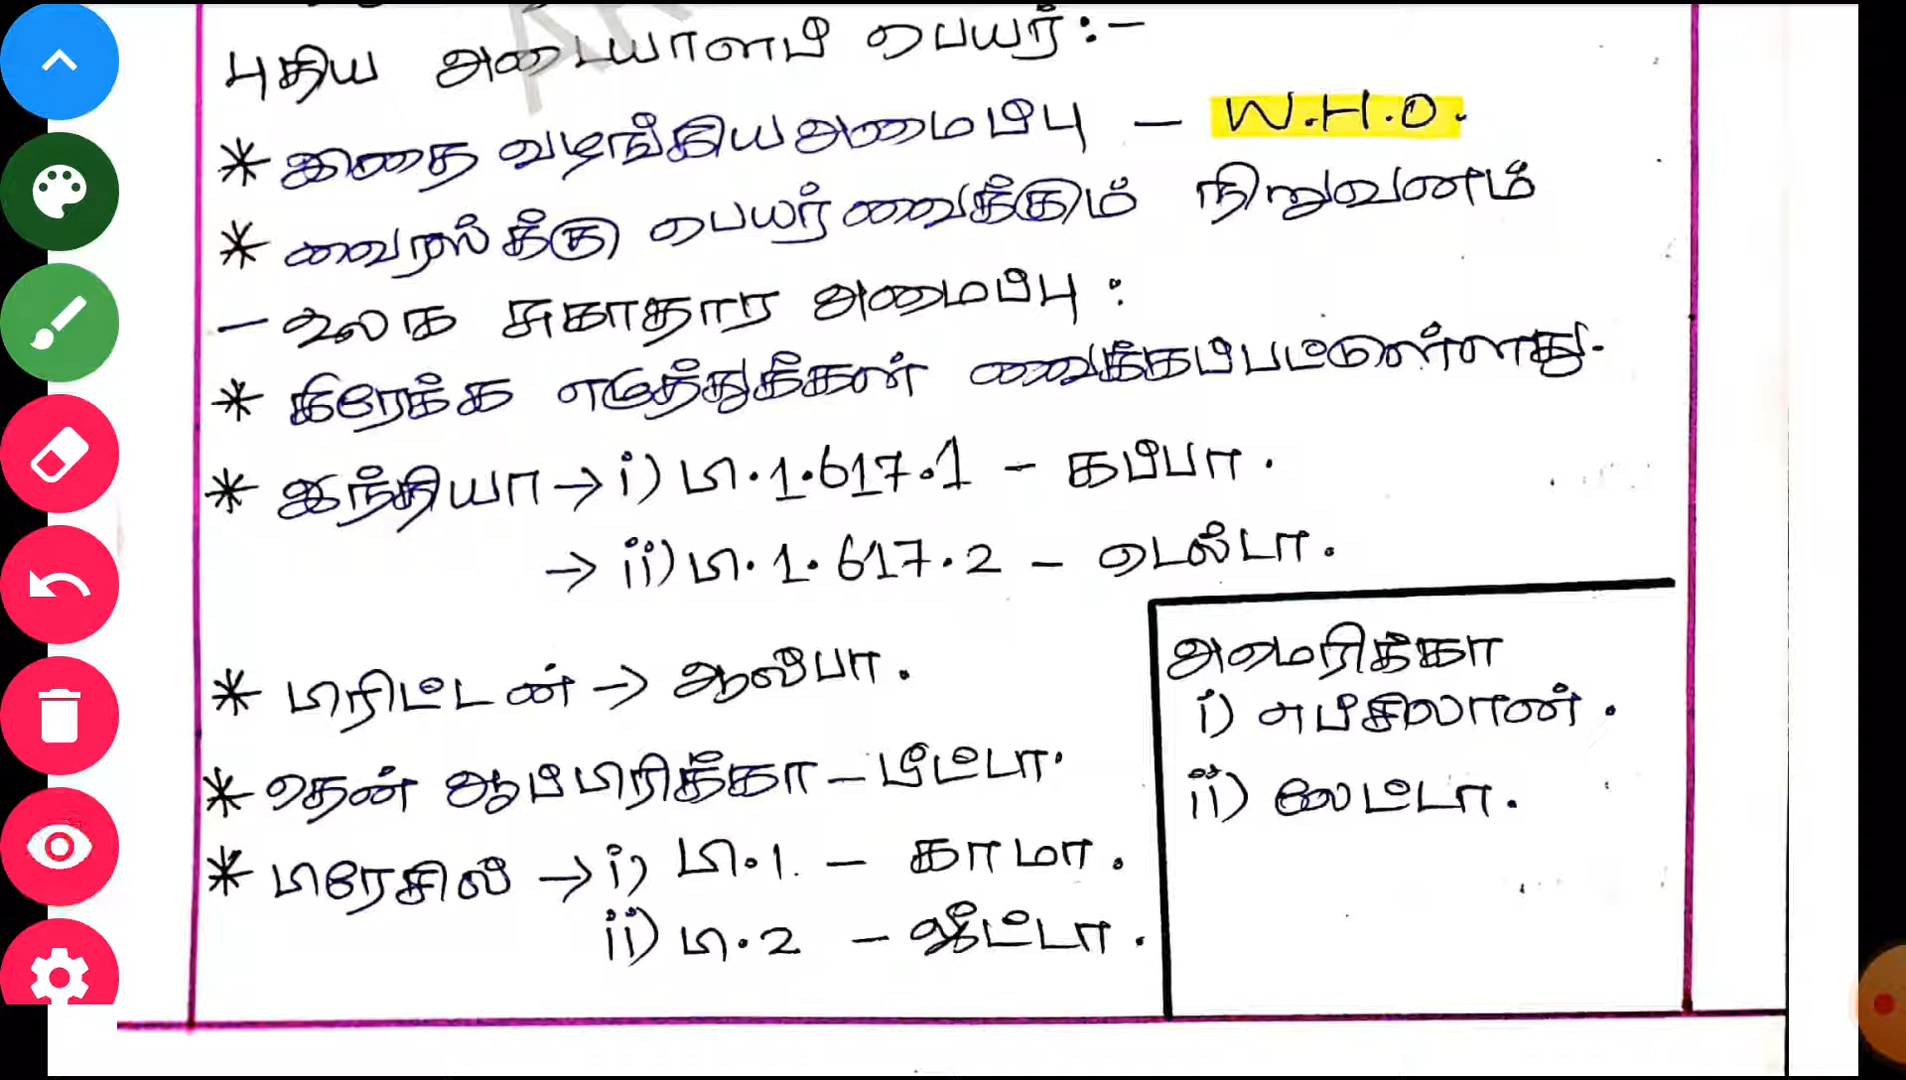 புதிய அடையாளப் பெயர்:-
* இதை வழங்கிய அமைப்பு - W.H.O.
* வைரஸ்க்கு பெயர் வைக்கும் நிறுவனம்
- உலக சுகாதார அமைப்பு :
* கிரேக்க எழுத்துக்கள் வைக்கப்பட்டுள்ளாது.
* இந்தியா → i) பி.1.617.1 - கப்பா.
→ ii) பி.1.617.2 - டெல்டா.
* பிரிட்டன் → ஆல்பா.
* தென் ஆப்பிரிக்கா - பீட்டா.
* பிரேசில் → i) பி.1 - காமா.
ii) பி.2 - ஜீட்டா.
அமெரிக்கா
i) எப்சிலான்.
ii) லேட்டா.